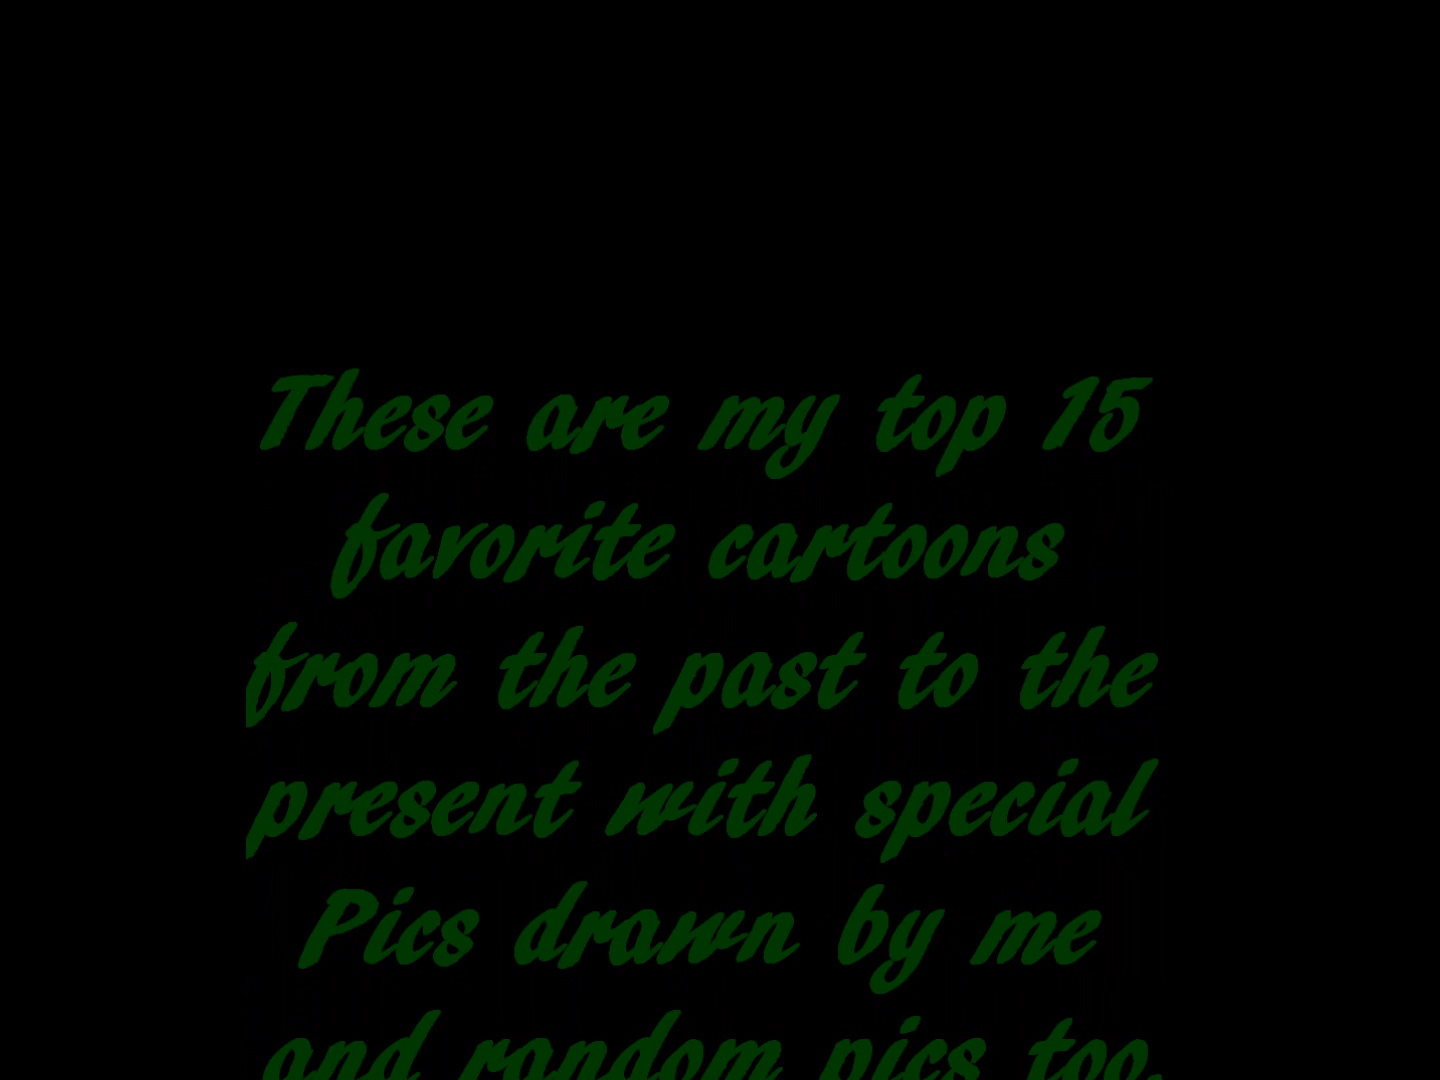 These are my top 15
favorite cartoons
from the past to the
present with special
Pics drawn by me
and random pics too.